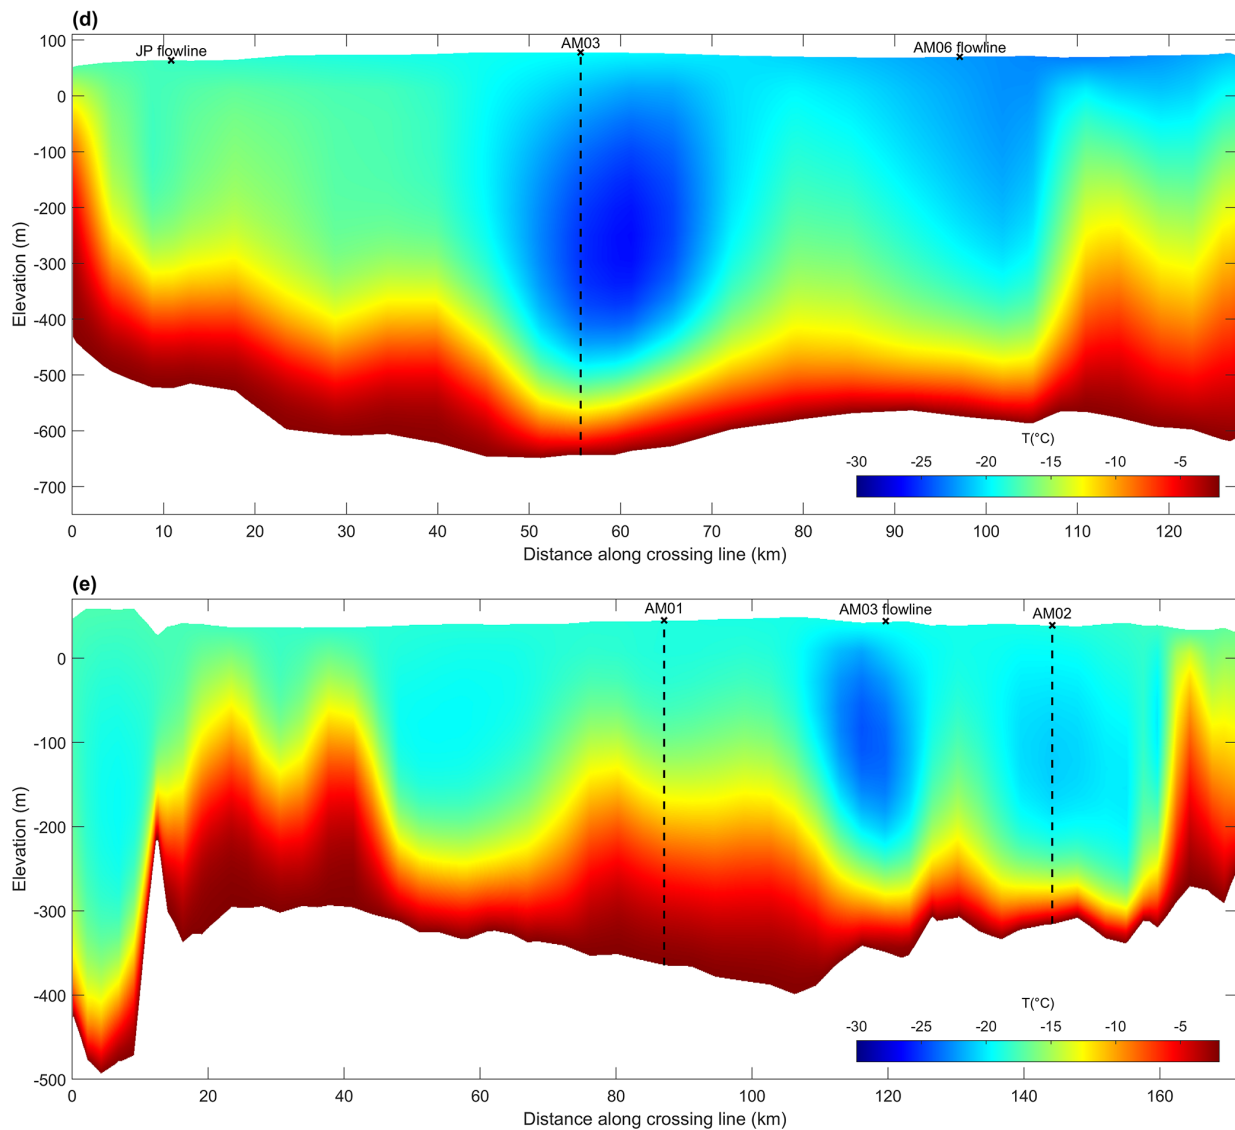 (d)
JP flowline
AM03
AM06 flowline
100
0
-100
-200
-300
-400
-500
-600
-700
Elevation (m)
T(°C)
-30 -25 -20 -15 -10 -5
0 10 20 30 40 50 60 70 80 90 100 110 120
Distance along crossing line (km)
(e)
AM01
AM03 flowline
AM02
0
-100
-200
-300
-400
-500
Elevation (m)
T(°C)
-30 -25 -20 -15 -10 -5
0 20 40 60 80 100 120 140 160
Distance along crossing line (km)